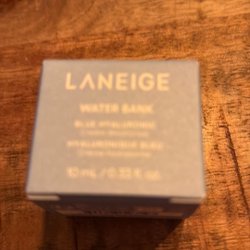 LANEIGE
WATER BANK
BLUE HYALURONIC
HYALURONIQUE BLEU
10 mL / 0.33 fl. oz.